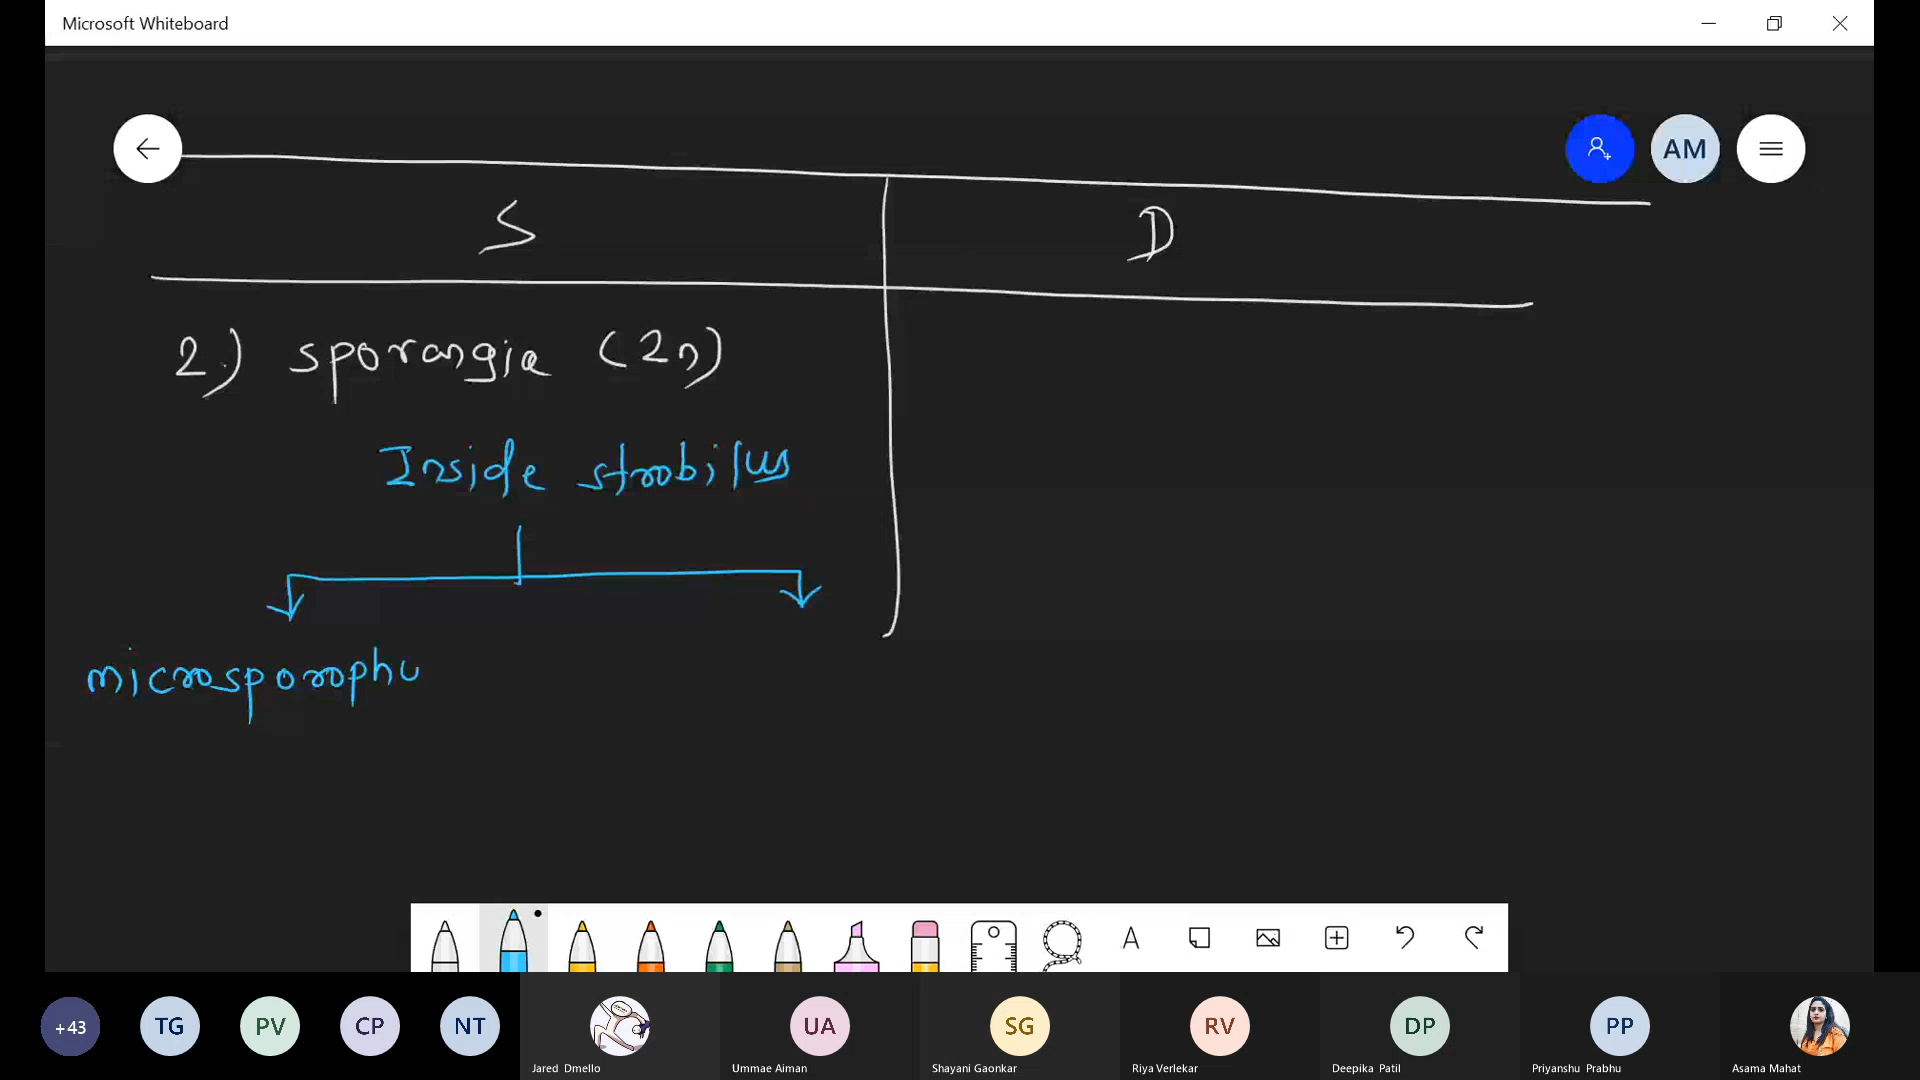 Microsoft Whiteboard
AM
S D
2.) sporangia (2n)
Inside strobilus
microsporophy
A
+43 TG PV CP NT UA SG RV DP PP
Jared Dmello Ummae Aiman Shayani Gaonkar Riya Verlekar Deepika Patil Priyanshu Prabhu Asama Mahat